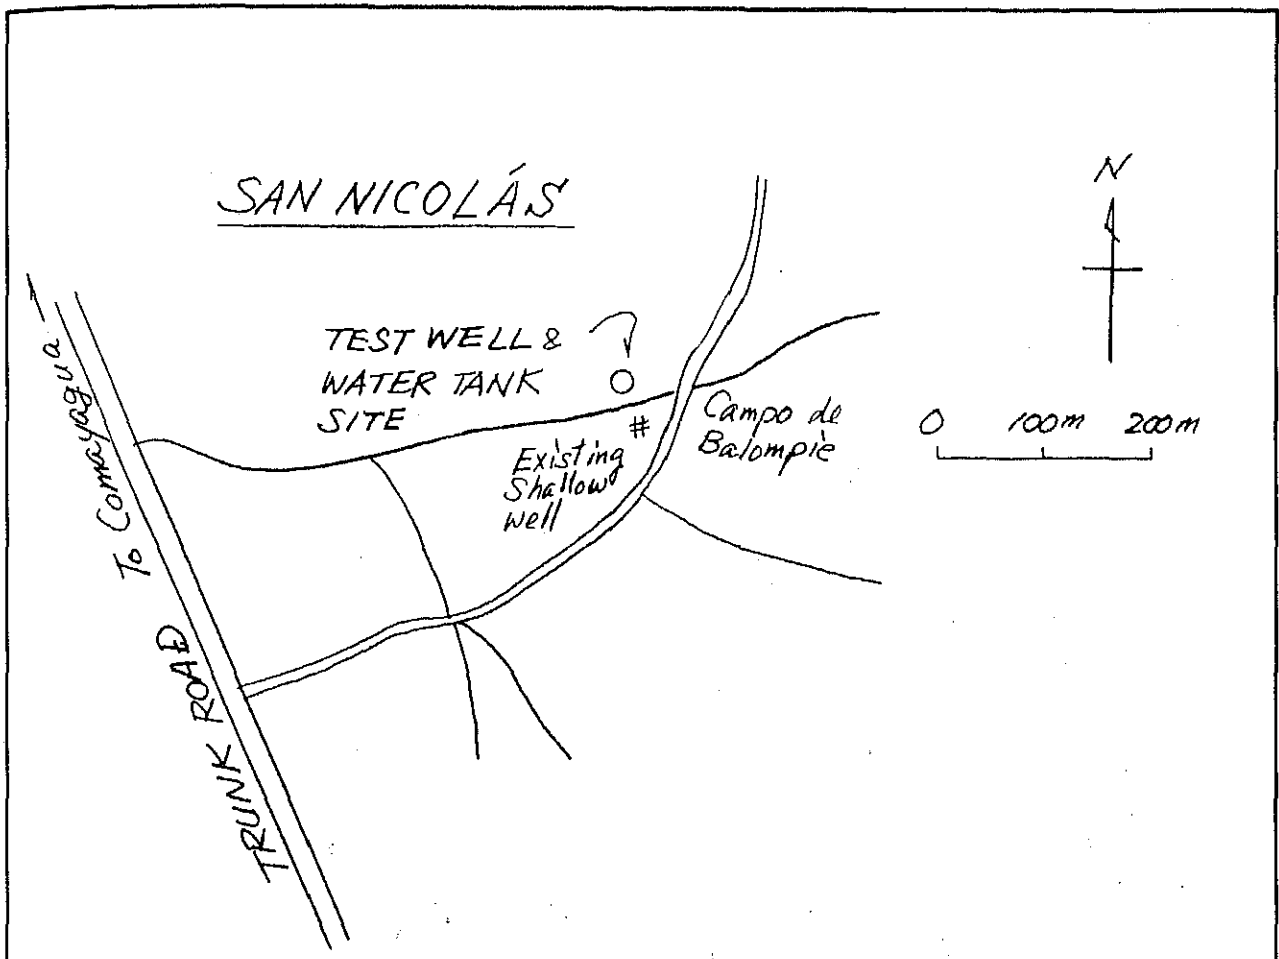 SAN NICOLÁS
N
TEST WELL &
WATER TANK
SITE
#
Existing
Shallow
well
Campo de
Balompiè
0 100m 200m
To Comayagua
TRUNK ROAD